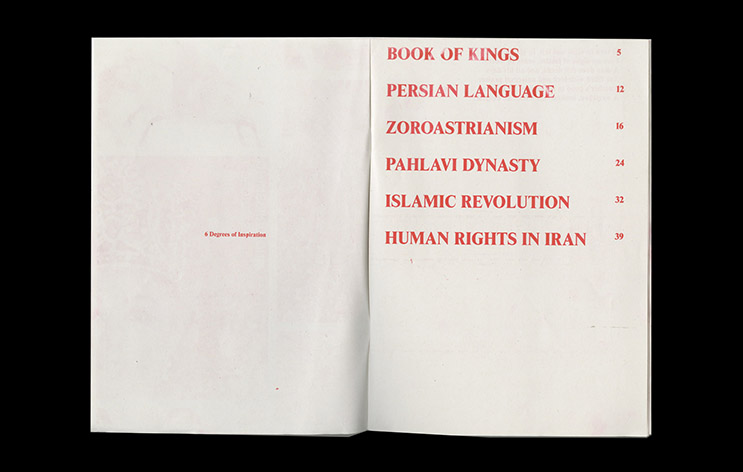 6 Degrees of Inspiration
BOOK OF KINGS 5
PERSIAN LANGUAGE 12
ZOROASTRIANISM 16
PAHLAVI DYNASTY 24
ISLAMIC REVOLUTION 32
HUMAN RIGHTS IN IRAN 39